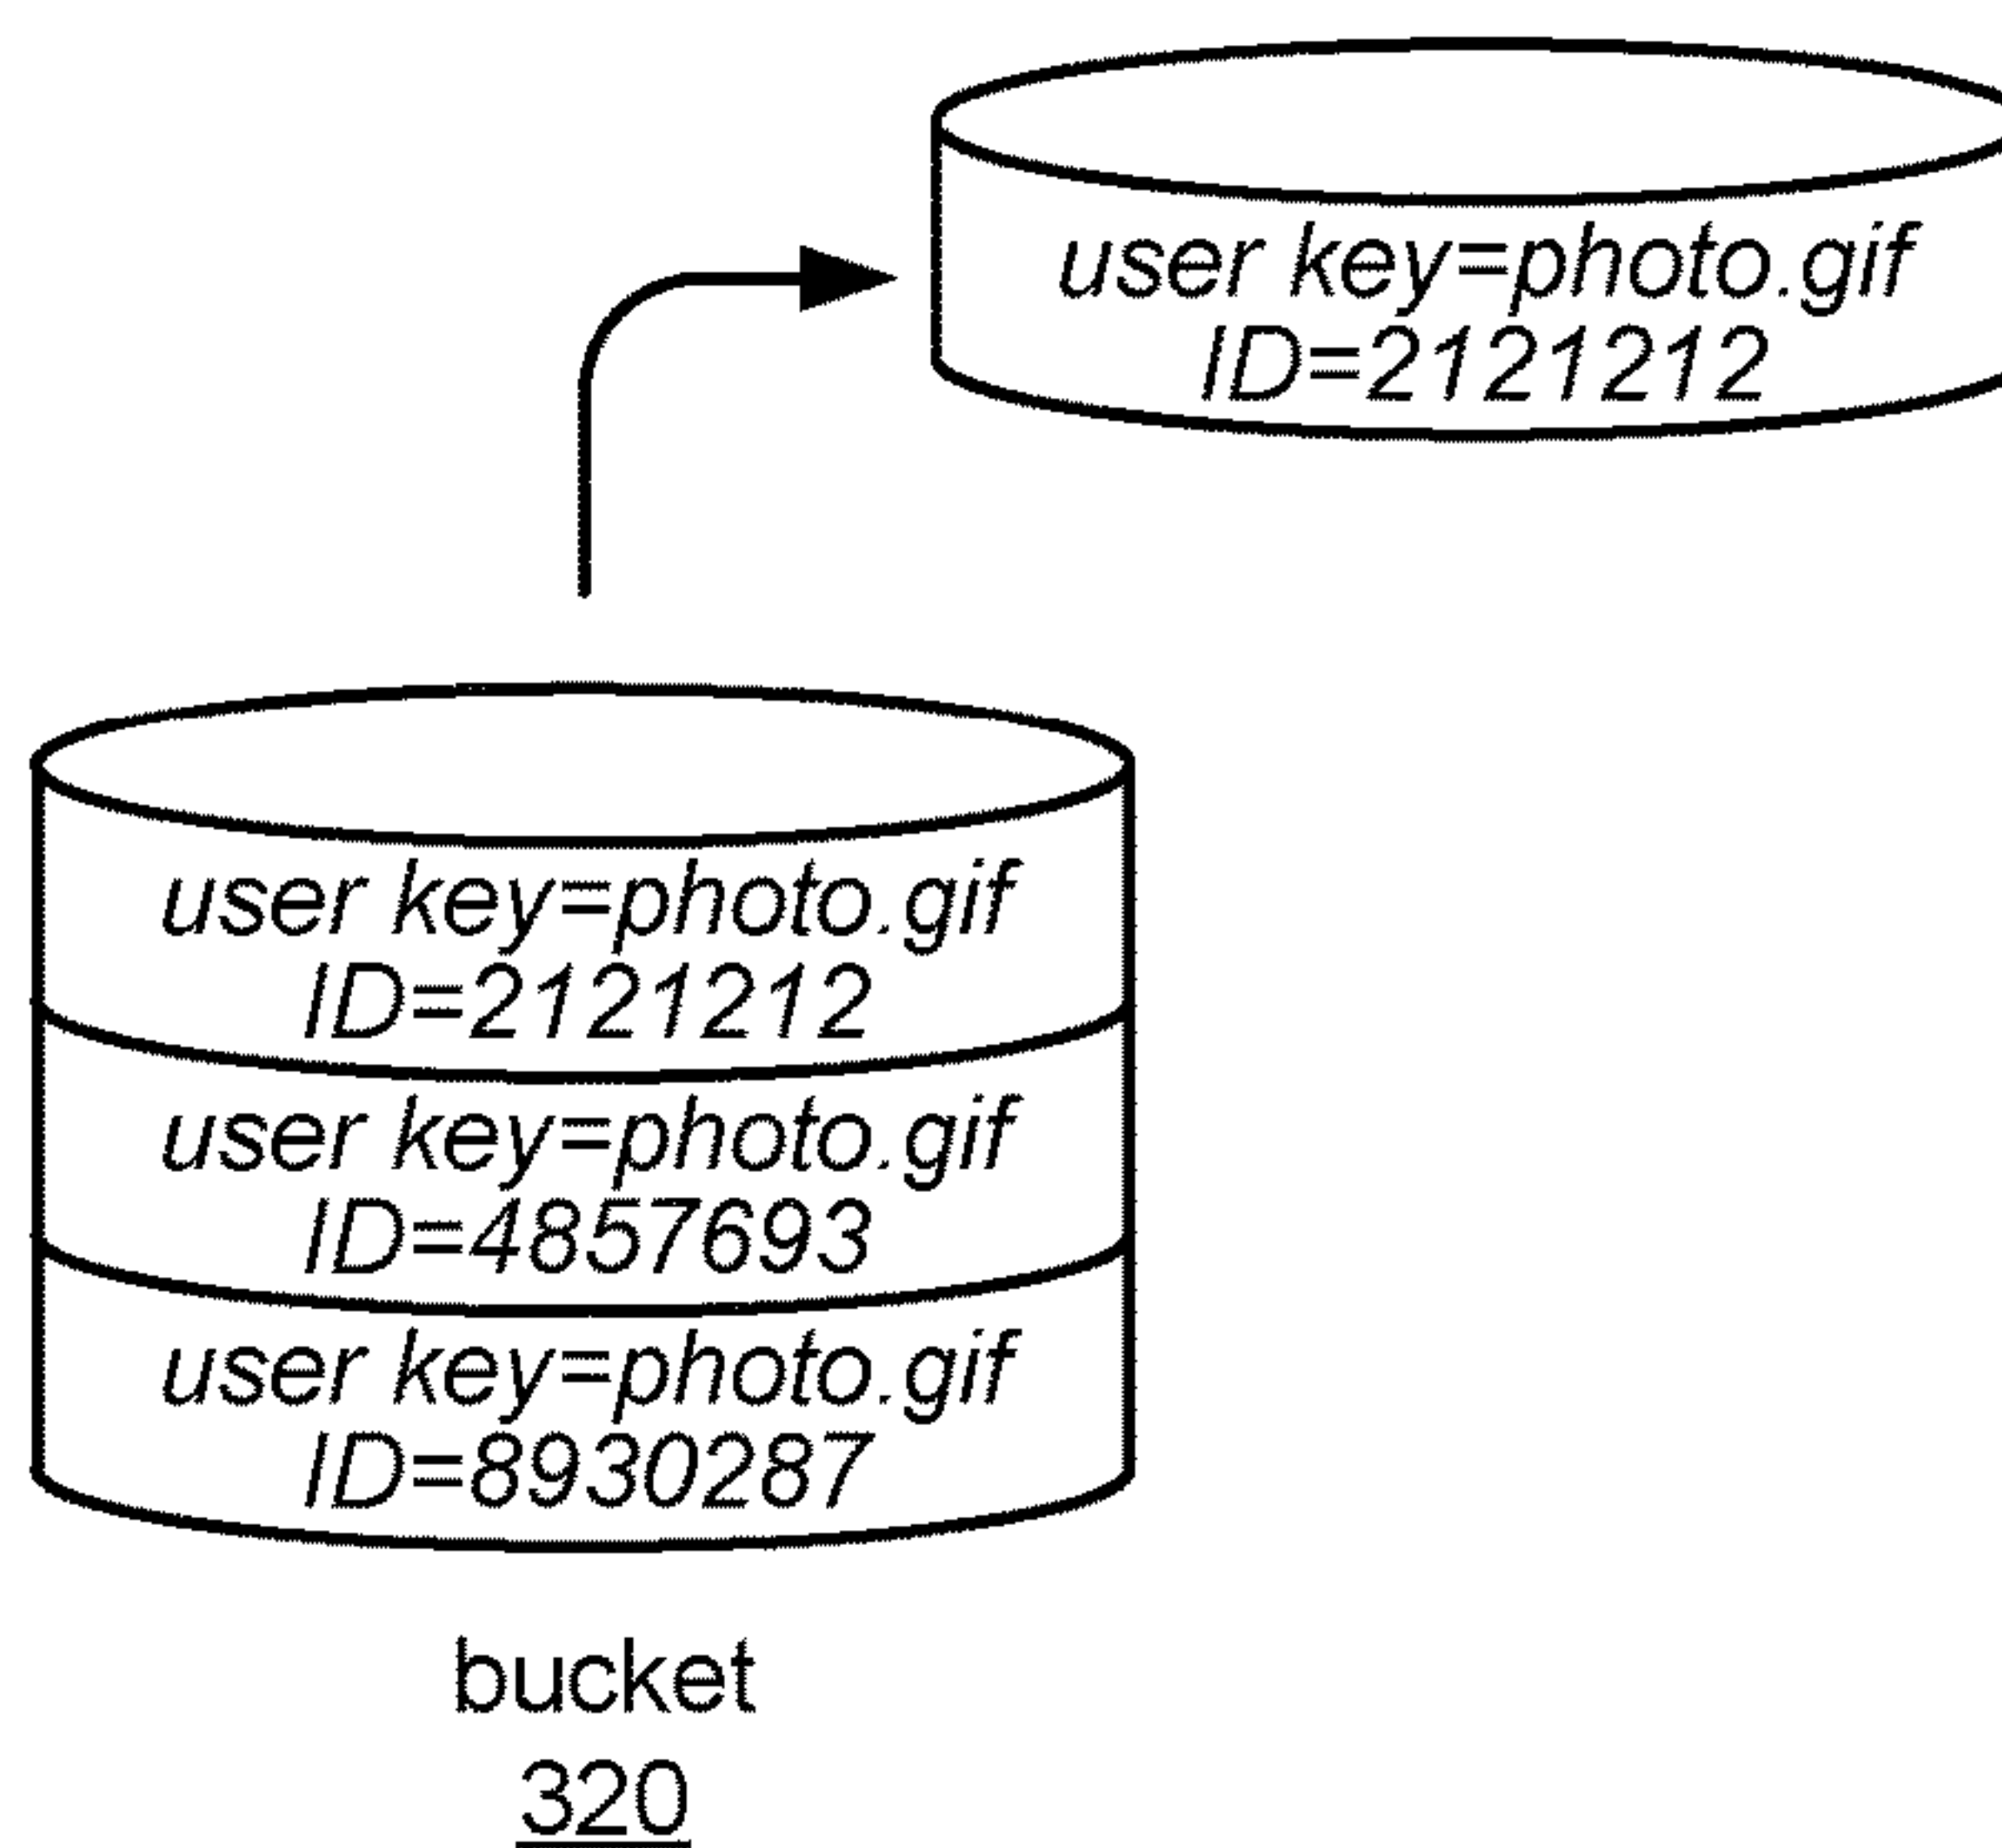 user key=photo.gif
ID=2121212
user key=photo.gif
ID=2121212
user key=photo.gif
ID=4857693
user key=photo.gif
ID=8930287
bucket
320